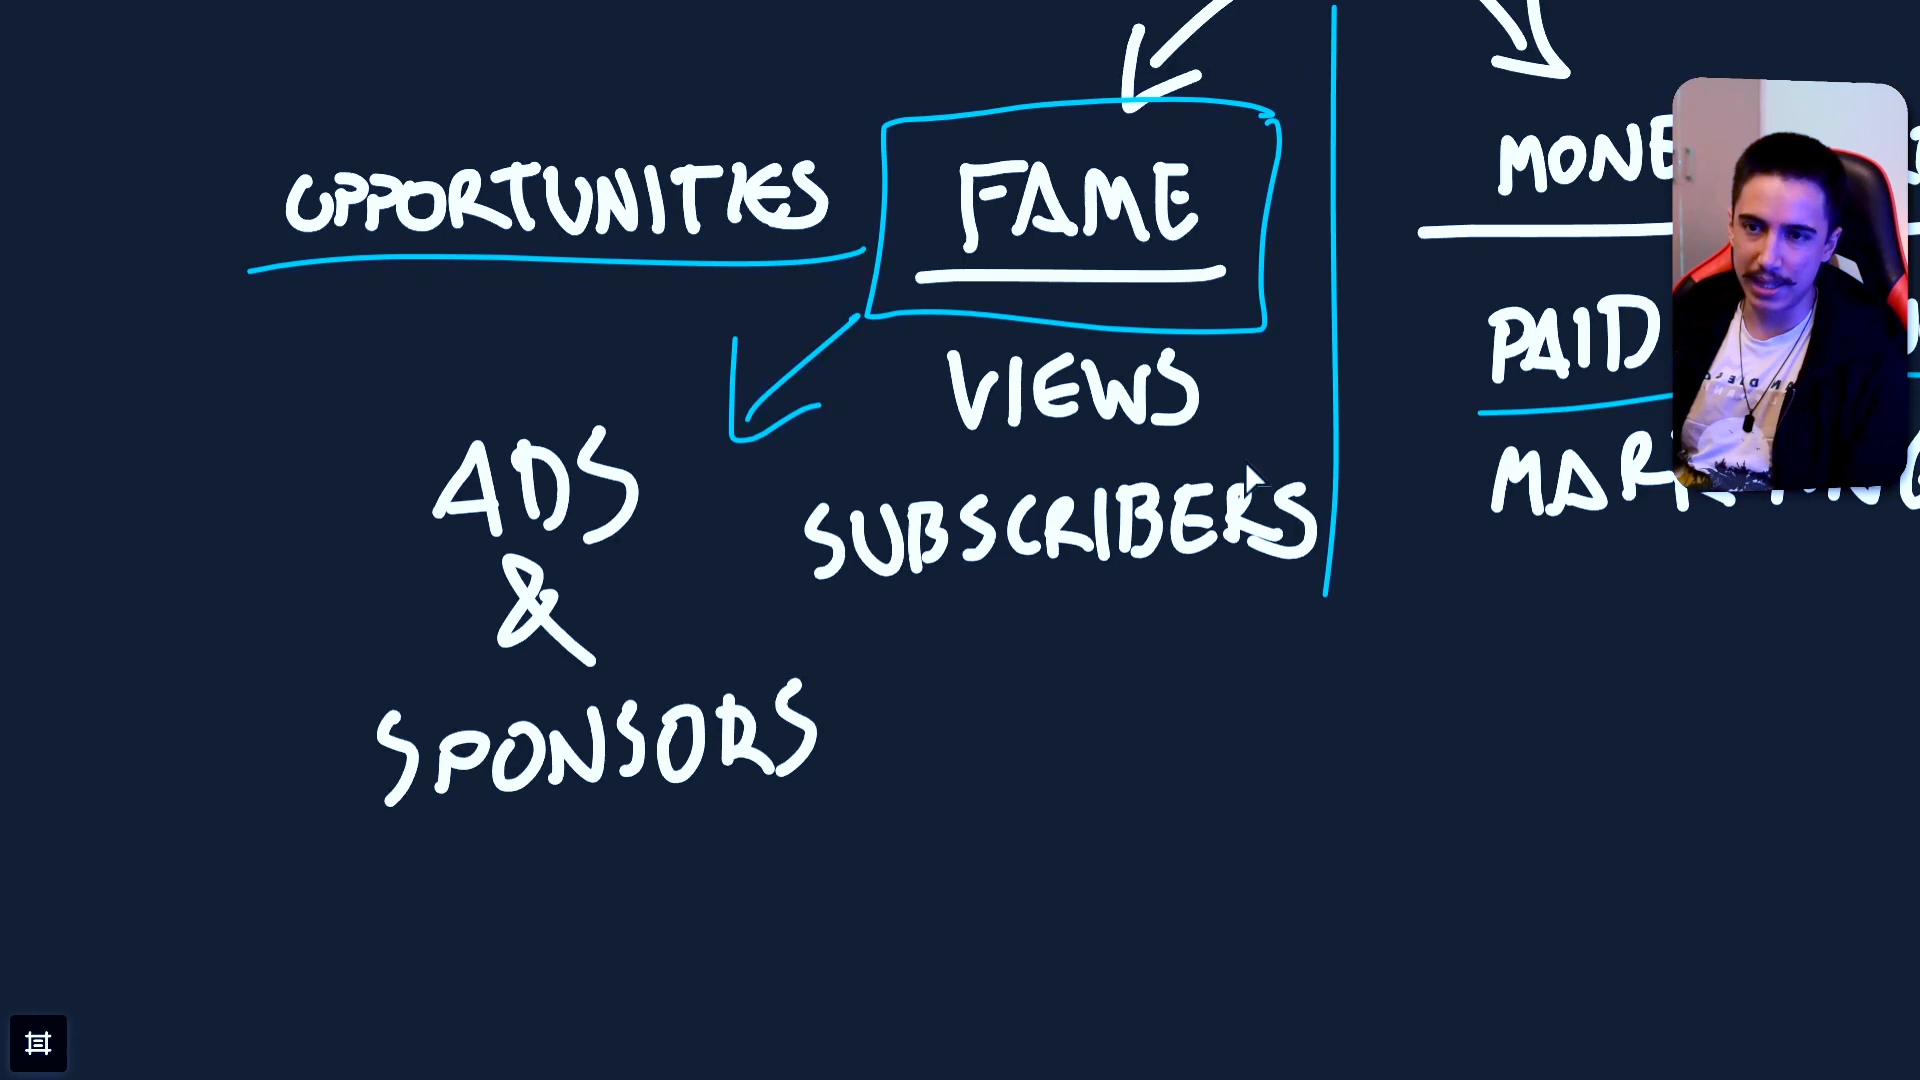 OPPORTUNITIES
FAME
VIEWS
SUBSCRIBERS
ADS
&
SPONSORS
PAID